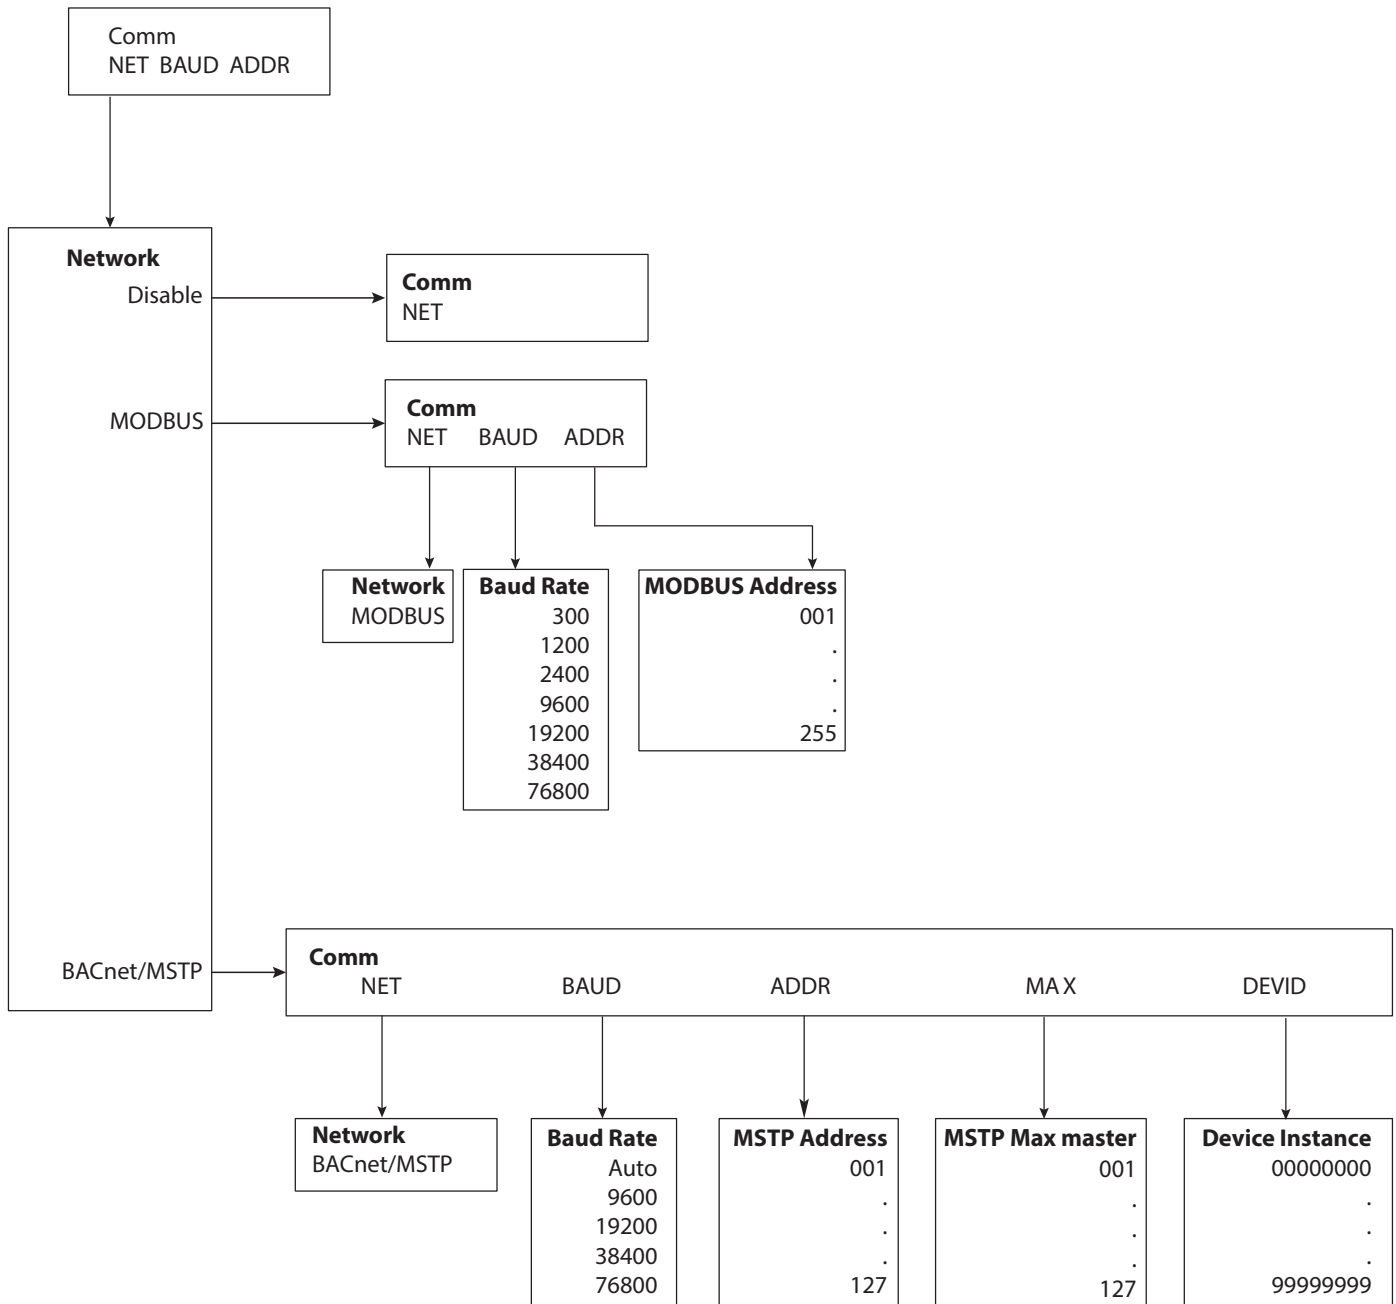 Comm
NET BAUD ADDR
Network
Disable
Comm
NET
MODBUS
Comm
NET BAUD ADDR
Network
MODBUS
Baud Rate
300
1200
2400
9600
19200
38400
76800
MODBUS Address
001
.
.
.
255
BACnet/MSTP
Comm
NET BAUD ADDR MA X DEVID
Network
BACnet/MSTP
Baud Rate
Auto
9600
19200
38400
76800
MSTP Address
001
.
.
.
127
MSTP Max master
001
.
.
.
127
Device Instance
00000000
.
.
.
99999999